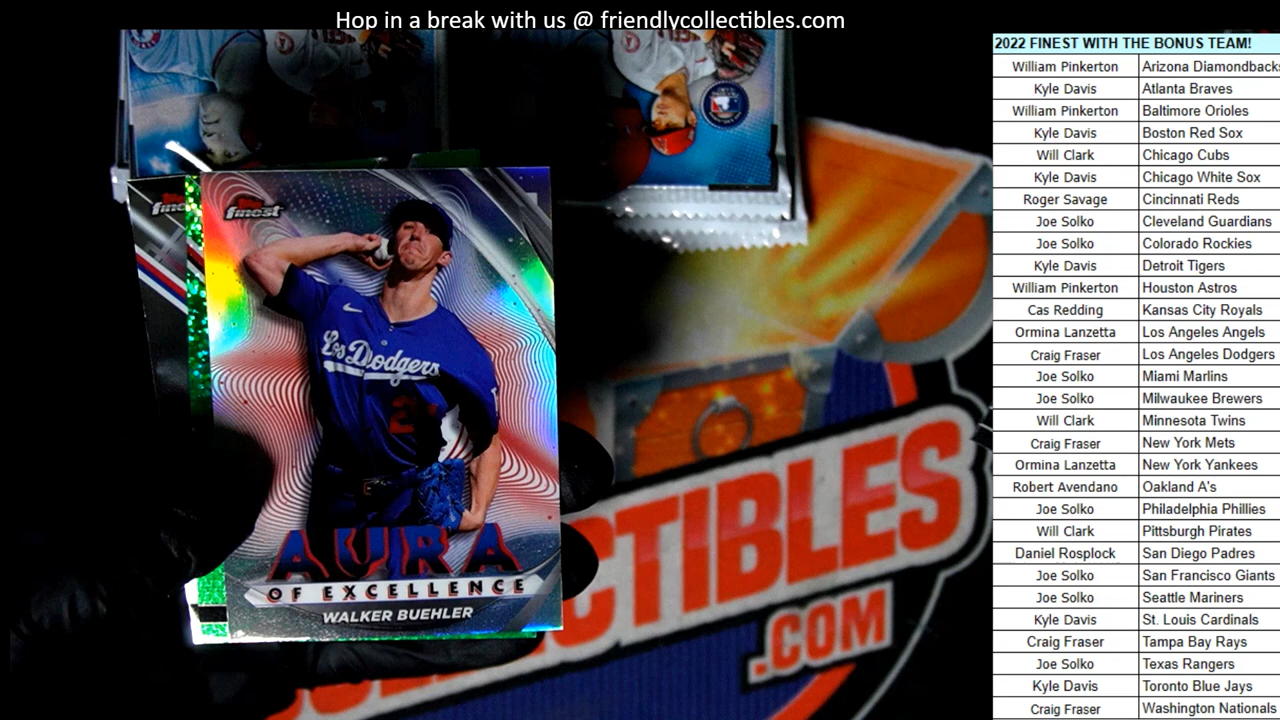 Hop in a break with us @ friendlycollectibles.com
2022 FINEST WITH THE BONUS TEAM!
William Pinkerton Arizona Diamondbacks
Kyle Davis Atlanta Braves
William Pinkerton Baltimore Orioles
Kyle Davis Boston Red Sox
Will Clark Chicago Cubs
Kyle Davis Chicago White Sox
Roger Savage Cincinnati Reds
Joe Solko Cleveland Guardians
Joe Solko Colorado Rockies
Kyle Davis Detroit Tigers
William Pinkerton Houston Astros
Cas Redding Kansas City Royals
Ormina Lanzetta Los Angeles Angels
Craig Fraser Los Angeles Dodgers
Joe Solko Miami Marlins
Joe Solko Milwaukee Brewers
Will Clark Minnesota Twins
Craig Fraser New York Mets
Ormina Lanzetta New York Yankees
Robert Avendano Oakland A's
Joe Solko Philadelphia Phillies
Will Clark Pittsburgh Pirates
Daniel Rosplock San Diego Padres
Joe Solko San Francisco Giants
Joe Solko Seattle Mariners
Kyle Davis St. Louis Cardinals
Craig Fraser Tampa Bay Rays
Joe Solko Texas Rangers
Kyle Davis Toronto Blue Jays
Craig Fraser Washington Nationals
Topps
finest
Los Dodgers
AURA
OF EXCELLENCE
WALKER BUEHLER
CTIBLES
.COM